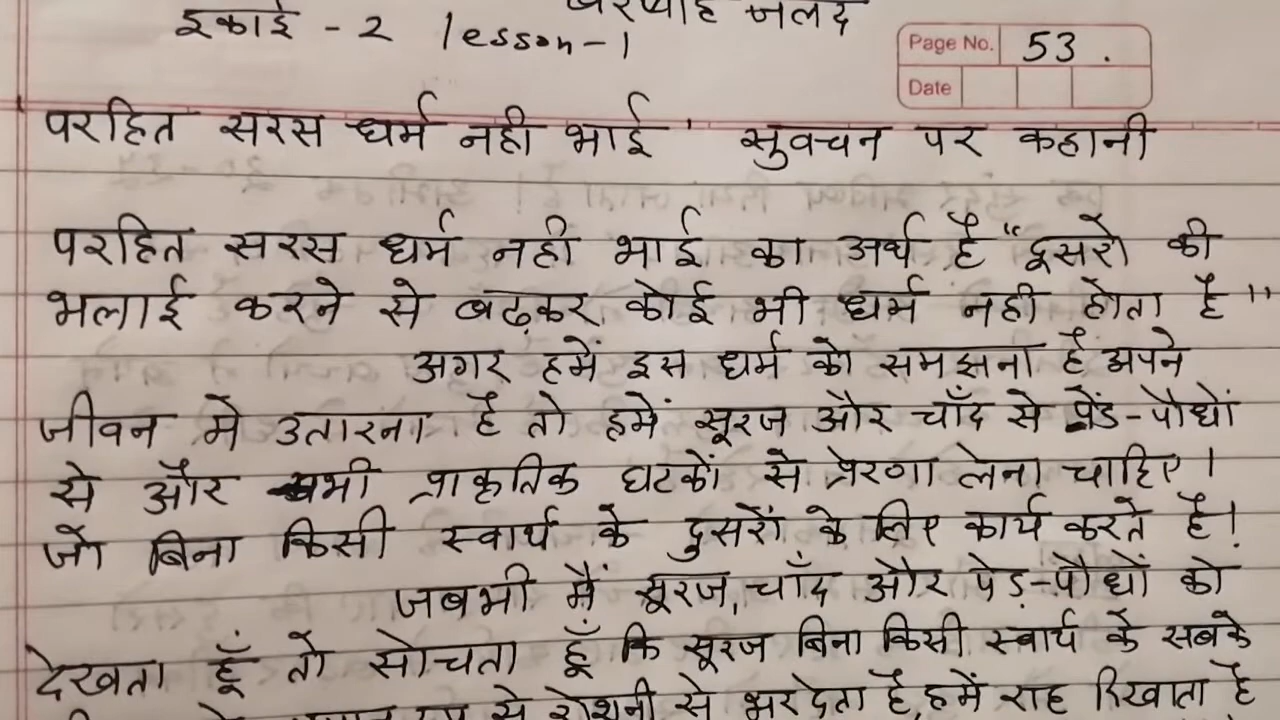 इकाई - 2 lesson-1
Page No. 53 .
Date
परहित सरस धर्म नही भाई ' सुवचन पर कहानी
परहित सरस धर्म नही भाई का अर्थ है "दूसरो की
भलाई करने से बढ़कर कोई भी धर्म नही होता है"
अगर हमें इस धर्म को समझना है अपने
जीवन मे उतारना है तो हमें सूरज और चाँद से पेंड-पौधों
से और सभी प्राकृतिक घटकों से प्रेरणा लेना चाहिए।
जो बिना किसी स्वार्थ के दुसरों के लिए कार्य करते है।
जबभी मैं सूरज, चाँद और पेड़-पौधों को
देखता हूँ तो सोचता हूँ कि सूरज बिना किसी स्वार्थ के सबके
से रोशनी से भरदेता है, हमें राह दिखाता है